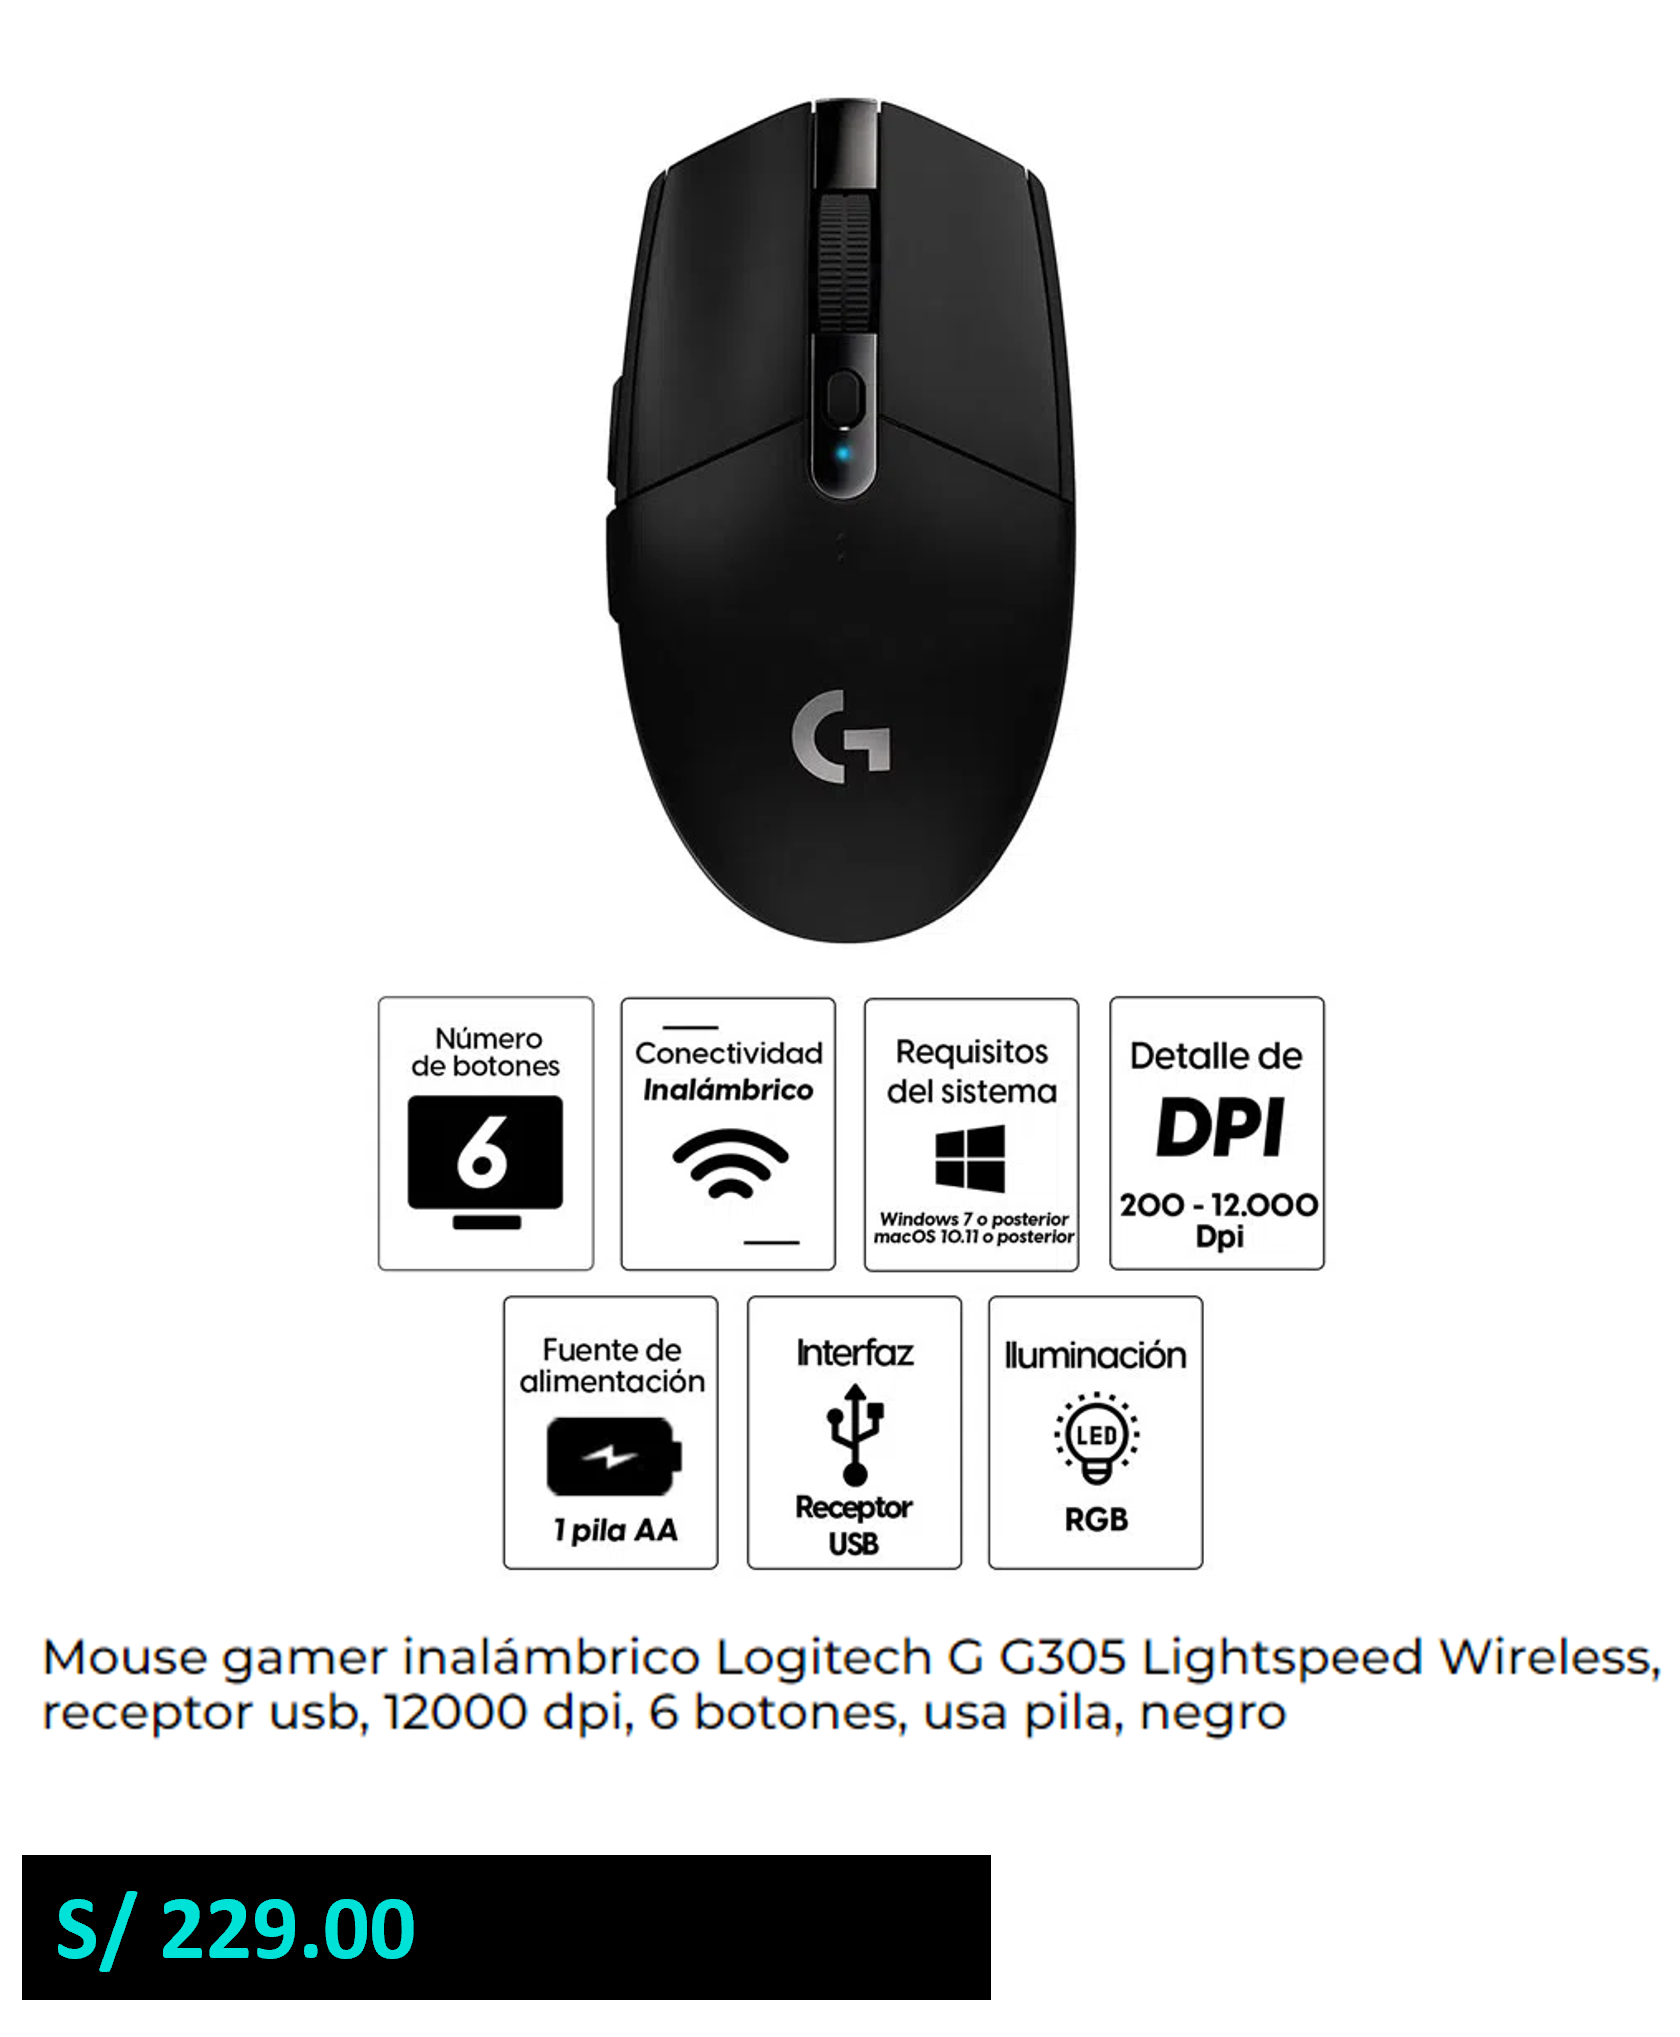 G
Número
de botones
6
Conectividad
Inalámbrico
Requisitos
del sistema
Windows 7 o posterior
macOS 10.11 o posterior
Detalle de
DPI
200 - 12.000
Dpi
Fuente de
alimentación
1 pila AA
Interfaz
Receptor
USB
Iluminación
LED
RGB
Mouse gamer inalámbrico Logitech G G305 Lightspeed Wireless,
receptor usb, 12000 dpi, 6 botones, usa pila, negro
S/ 229.00